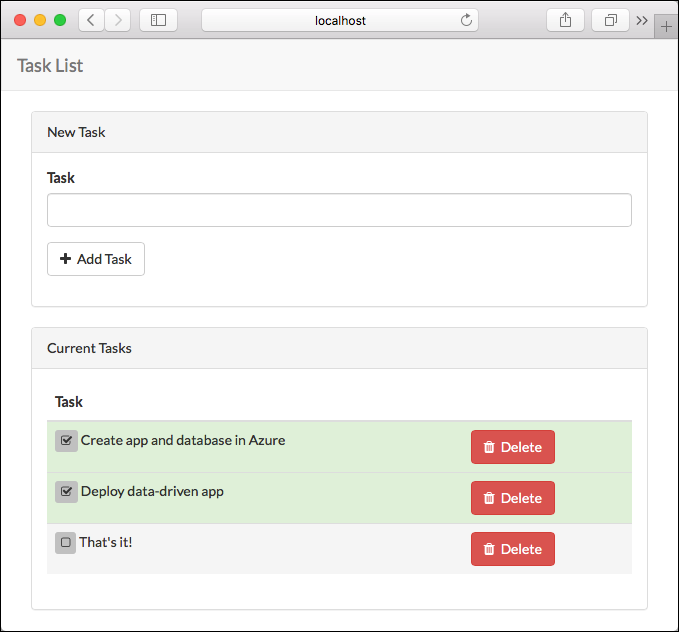 localhost
Task List
New Task
Task
Add Task
Current Tasks
Task
Create app and database in Azure Delete
Deploy data-driven app Delete
That's it! Delete